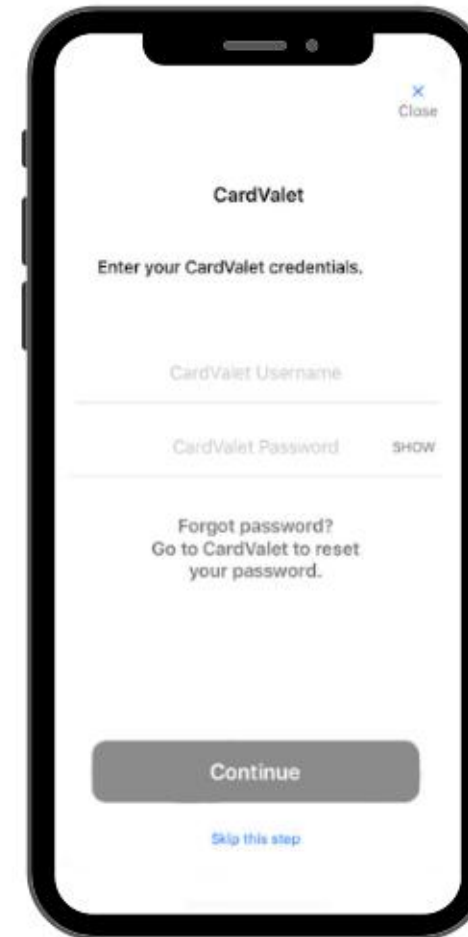 ×
Close
CardValet
Enter your CardValet credentials.
CardValet Username
CardValet Password SHOW
Forgot password?
Go to CardValet to reset
your password.
Continue
Skip this step